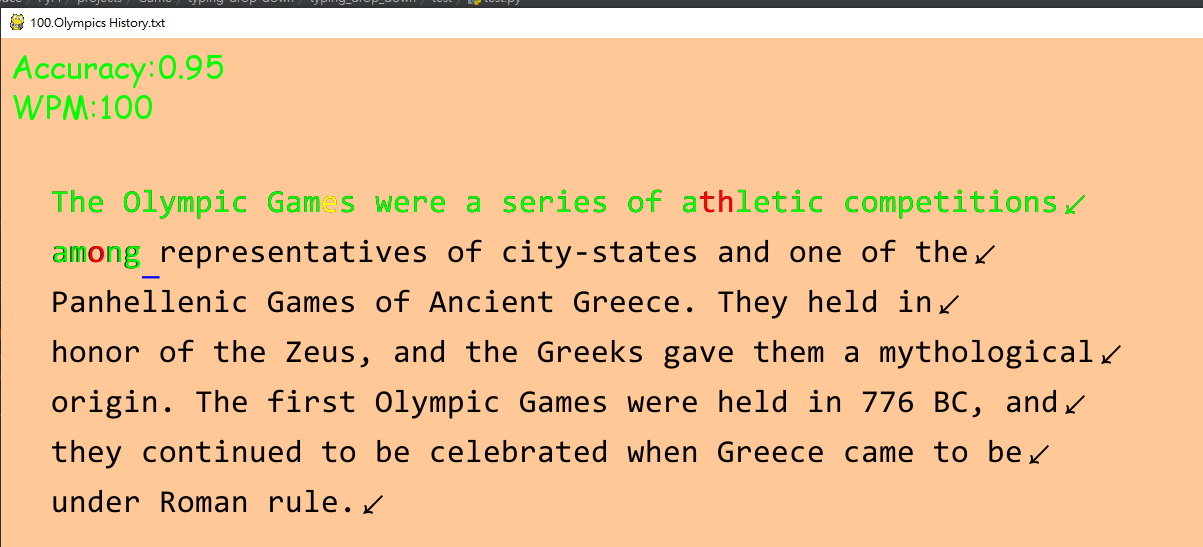 100.Olympics History.txt
Accuracy:0.95
WPM:100
The Olympic Games were a series of athletic competitions↙
among_representatives of city-states and one of the↙
Panhellenic Games of Ancient Greece. They held in↙
honor of the Zeus, and the Greeks gave them a mythological↙
origin. The first Olympic Games were held in 776 BC, and↙
they continued to be celebrated when Greece came to be↙
under Roman rule.↙